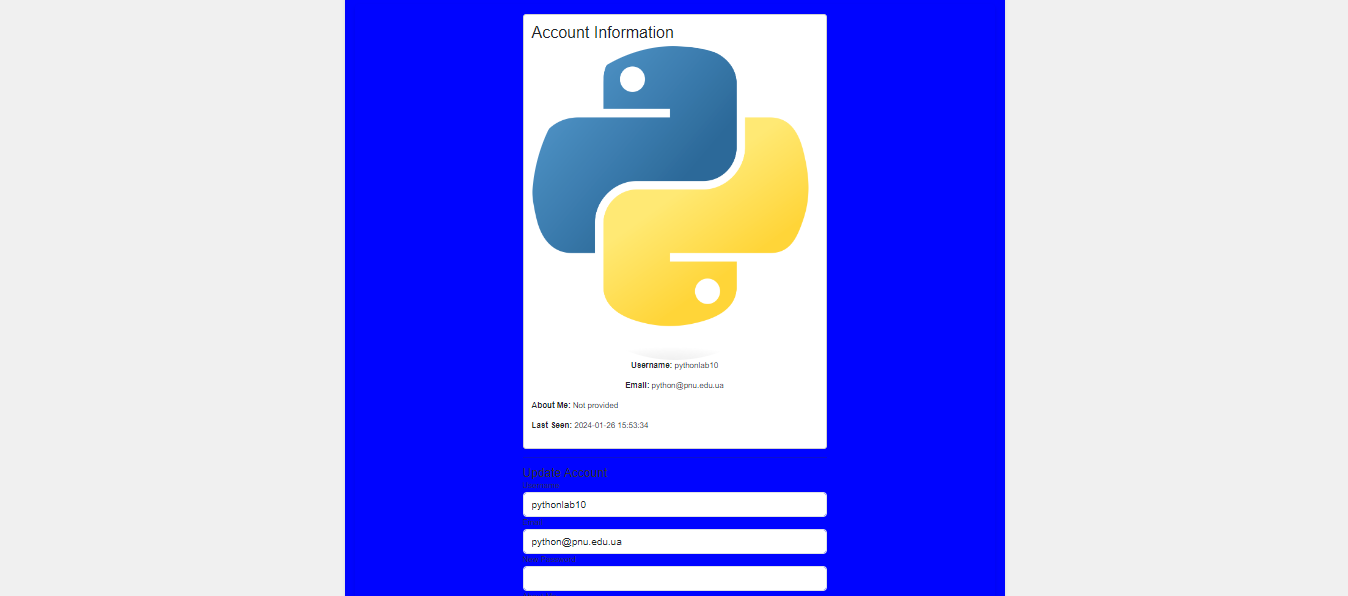 Account Information
Username: pythonlab10
Email: python@pnu.edu.ua
About Me: Not provided
Last Seen: 2024-01-26 15:53:34
Update Account
Username
pythonlab10
Email
python@pnu.edu.ua